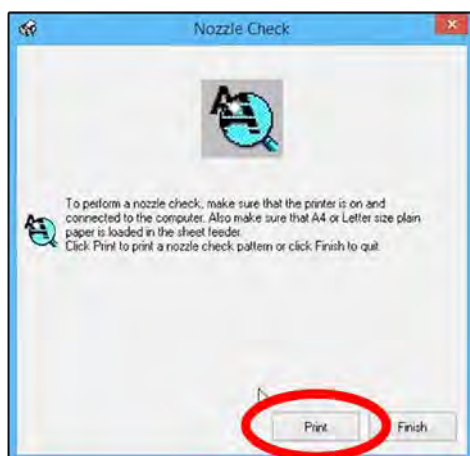 Nozzle Check
To perform a nozzle check, make sure that the printer is on and
connected to the computer. Also make sure that A4 or Letter size plain
paper is loaded in the sheet feeder.
Click Print to print a nozzle check pattern or click Finish to quit
Print
Finish